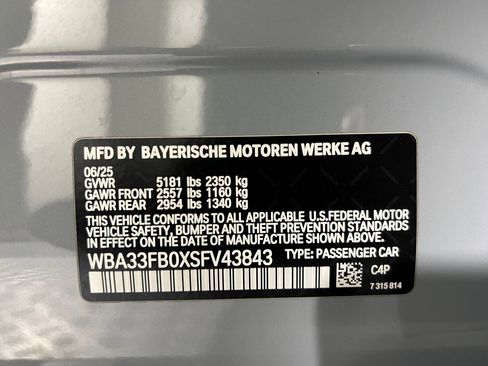 MFD BY BAYERISCHE MOTOREN WERKE AG
06/25
GVWR 5181 lbs 2350 kg
GAWR FRONT 2557 lbs 1160 kg
GAWR REAR 2954 lbs 1340 kg
THIS VEHICLE CONFORMS TO ALL APPLICABLE U.S.FEDERAL MOTOR
VEHICLE SAFETY, BUMPER, AND THEFT PREVENTION STANDARDS
IN EFFECT ON THE DATE OF MANUFACTURE SHOWN ABOVE.
WBA33FB0XSFV43843 TYPE: PASSENGER CAR
C4P
7 315 814